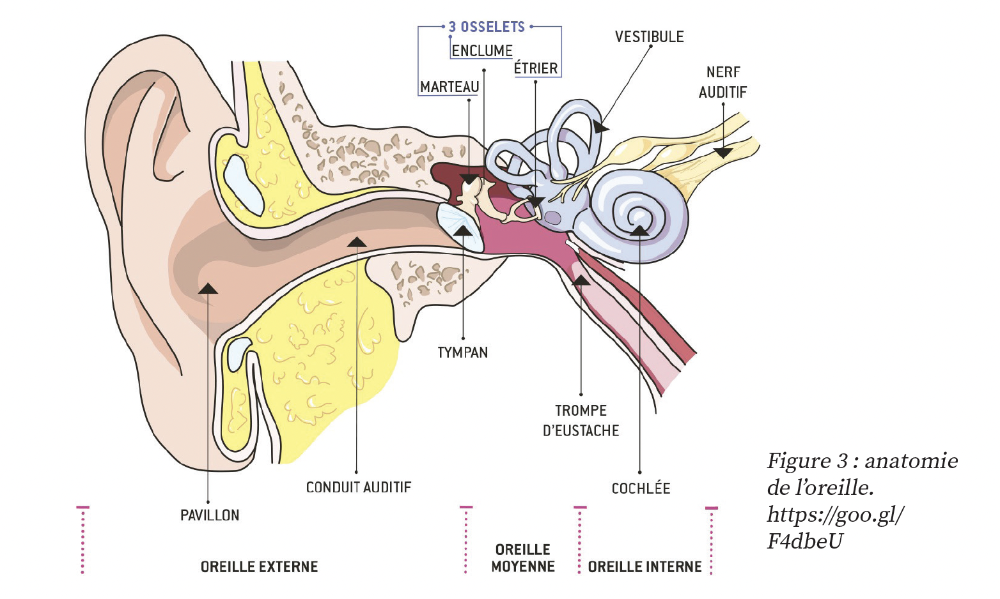 3 OSSELETS
ENCLUME
ÉTRIER
MARTEAU
VESTIBULE
NERF
AUDITIF
TYMPAN
TROMPE
D'EUSTACHE
CONDUIT AUDITIF
COCHLÉE
PAVILLON
OREILLE EXTERNE
OREILLE
MOYENNE
OREILLE INTERNE
Figure 3 : anatomie
de l'oreille.
https://goo.gl/
F4dbeU